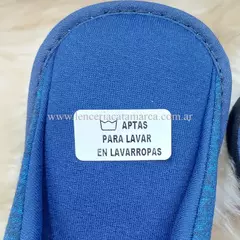 www.lenceriacatamarca.com.ar
APTAS
PARA LAVAR
EN LAVARROPAS